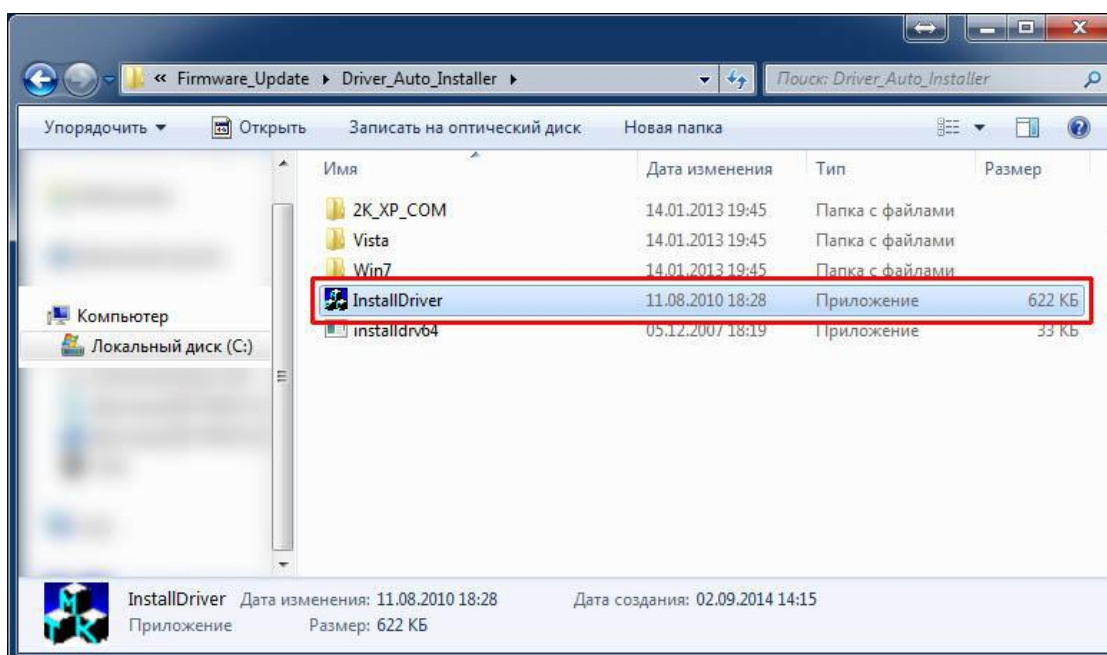 « Firmware_Update ▸ Driver_Auto_Installer ▸ Поиск: Driver_Auto_Installer
Упорядочить ▼ Открыть Записать на оптический диск Новая папка
Имя Дата изменения Тип Размер
2K_XP_COM 14.01.2013 19:45 Папка с файлами
Vista 14.01.2013 19:45 Папка с файлами
Win7 14.01.2013 19:45 Папка с файлами
InstallDriver 11.08.2010 18:28 Приложение 622 КБ
installdrv64 05.12.2007 18:19 Приложение 33 КБ
Компьютер
Локальный диск (C:)
InstallDriver Дата изменения: 11.08.2010 18:28 Дата создания: 02.09.2014 14:15
Приложение Размер: 622 КБ
MTK